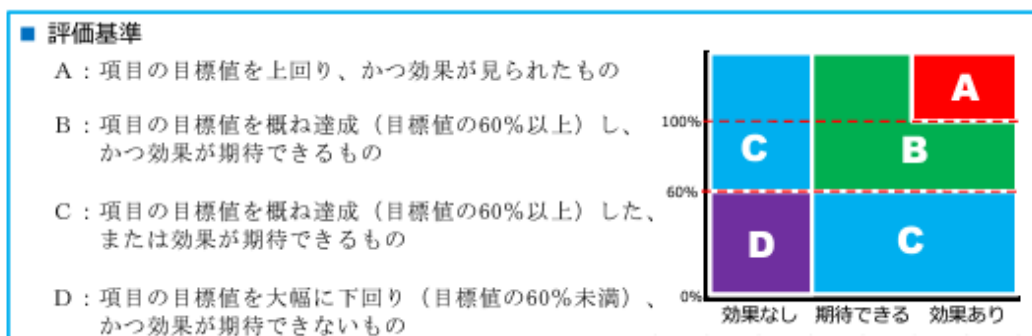 ■ 評価基準
A：項目の目標値を上回り、かつ効果が見られたもの
B：項目の目標値を概ね達成（目標値の60％以上）し、
かつ効果が期待できるもの
C：項目の目標値を概ね達成（目標値の60％以上）した、
または効果が期待できるもの
D：項目の目標値を大幅に下回り（目標値の60％未満）、
かつ効果が期待できないもの
A
100%
C
B
60%
D
C
0%
効果なし 期待できる 効果あり